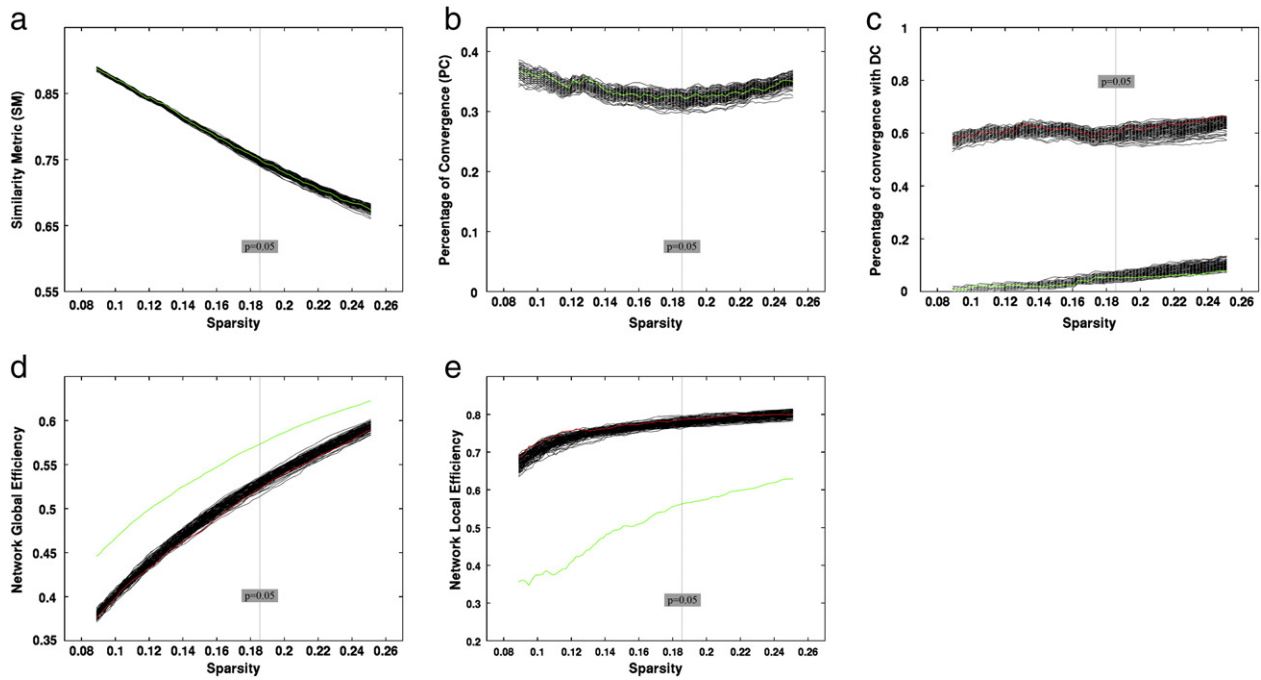 a
Similarity Metric (SM)
0.85
0.75
0.65
0.55
p=0.05
0.08 0.1 0.12 0.14 0.16 0.18 0.2 0.22 0.24 0.26
Sparsity
b
Percentage of Convergence (PC)
0.4
0.3
0.2
0.1
0
p=0.05
0.08 0.1 0.12 0.14 0.16 0.18 0.2 0.22 0.24 0.26
Sparsity
c
Percentage of convergence with DC
1
0.8
0.6
0.4
0.2
0
p=0.05
0.08 0.1 0.12 0.14 0.16 0.18 0.2 0.22 0.24 0.26
Sparsity
d
Network Global Efficiency
0.6
0.55
0.5
0.45
0.4
0.35
p=0.05
0.08 0.1 0.12 0.14 0.16 0.18 0.2 0.22 0.24 0.26
Sparsity
e
Network Local Efficiency
0.9
0.8
0.7
0.6
0.5
0.4
0.3
0.2
p=0.05
0.08 0.1 0.12 0.14 0.16 0.18 0.2 0.22 0.24 0.26
Sparsity